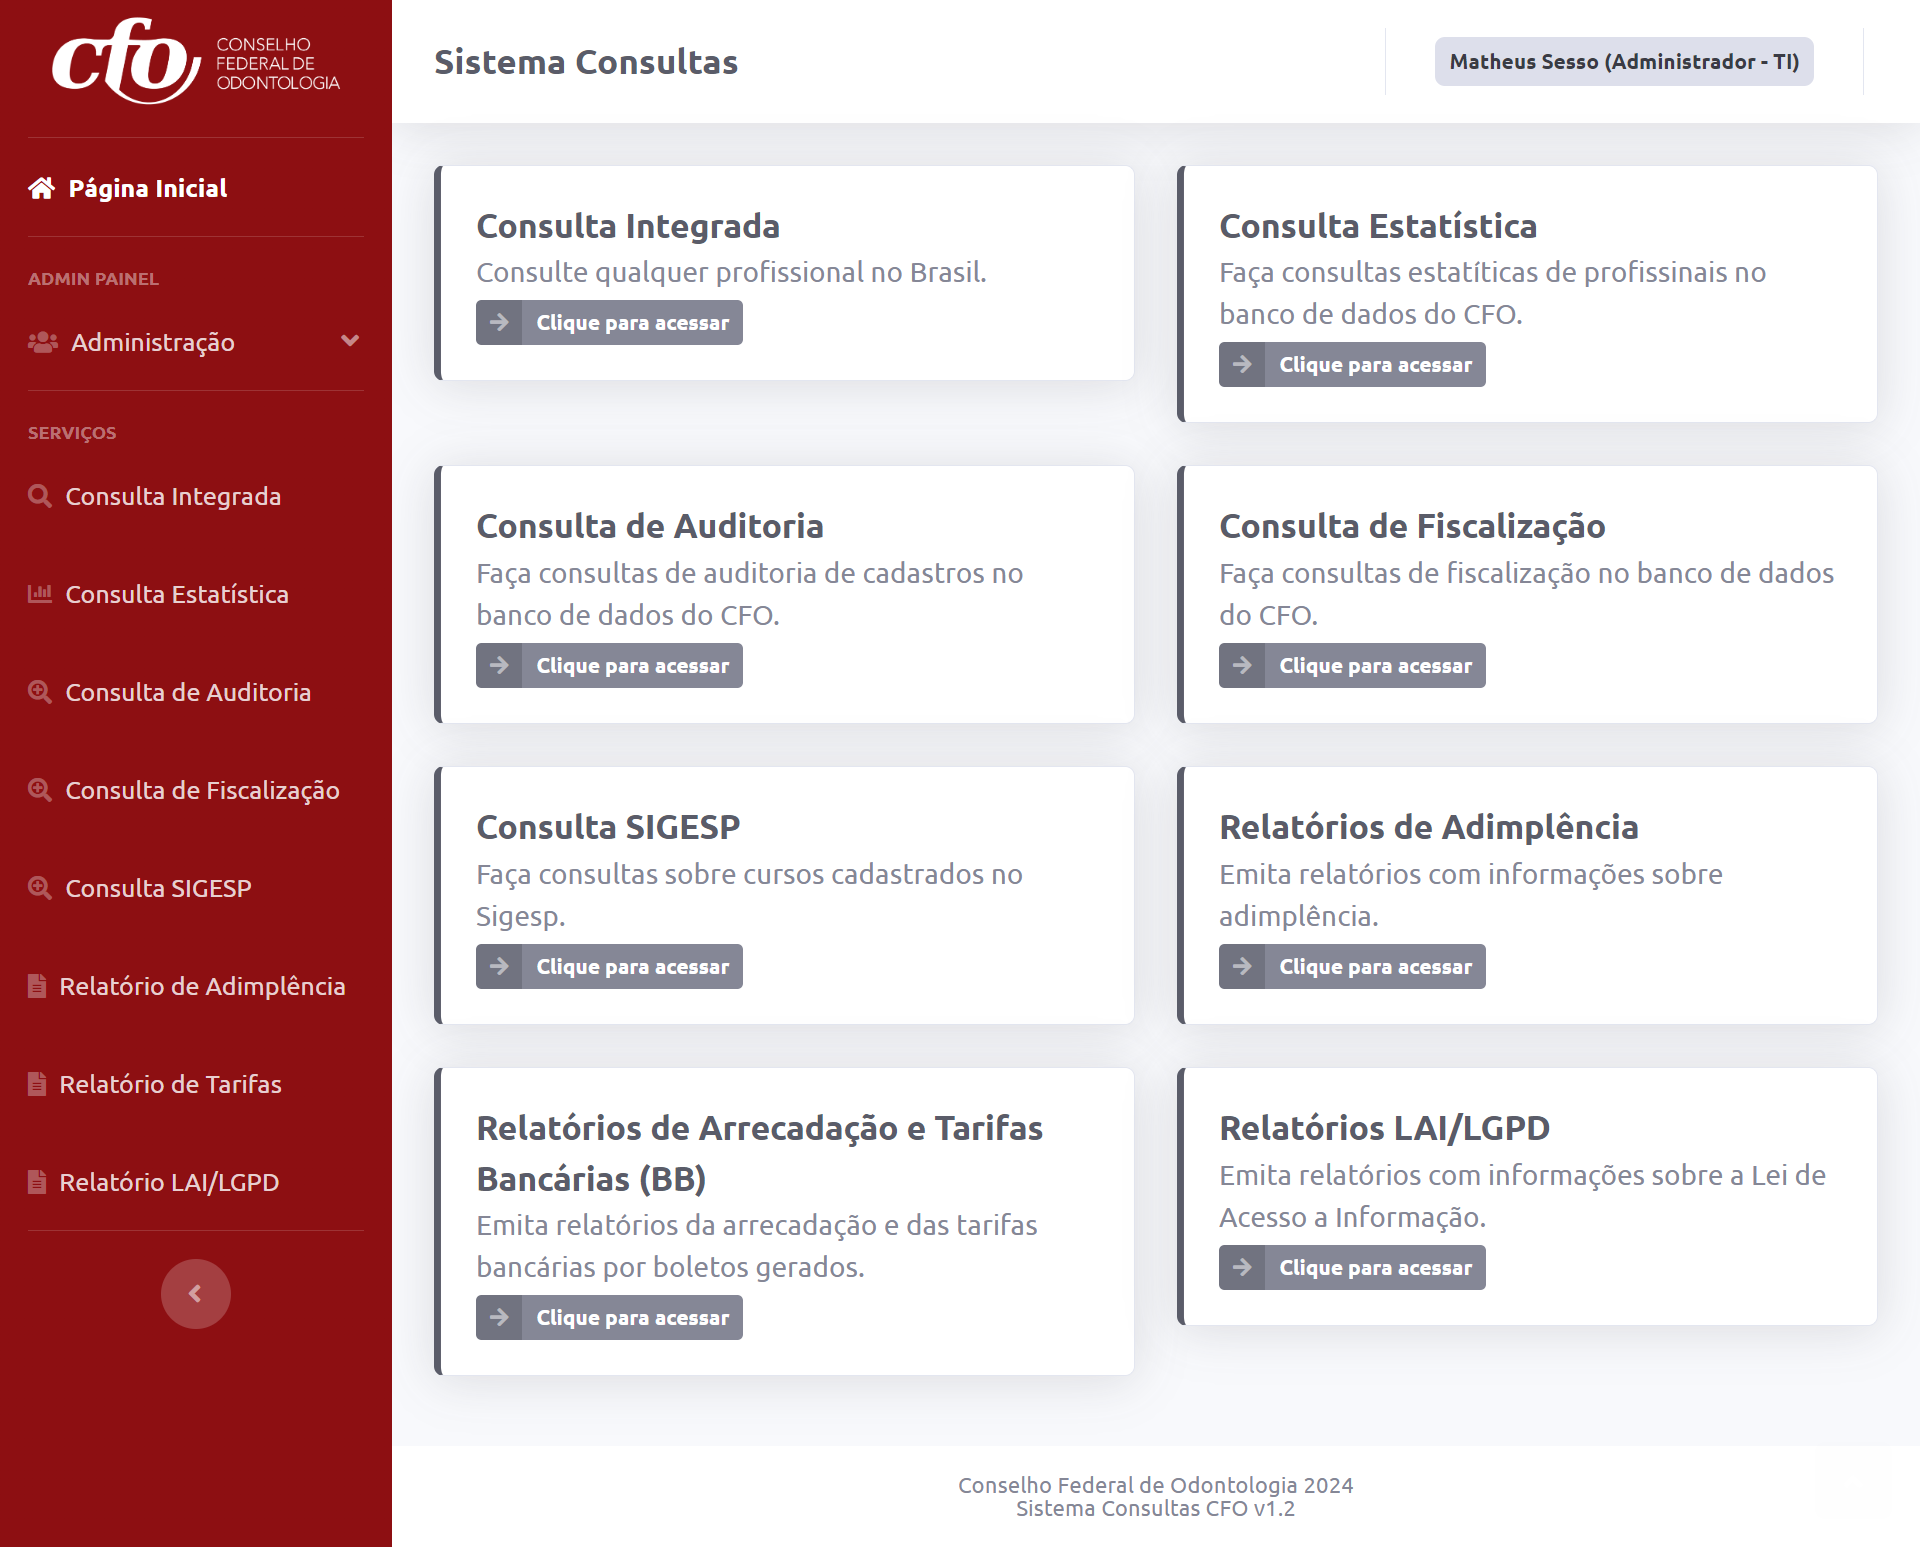 cfo
CONSELHO
FEDERAL DE
ODONTOLOGIA
Página Inicial
ADMIN PAINEL
Administração
SERVIÇOS
Consulta Integrada
Consulta Estatística
Consulta de Auditoria
Consulta de Fiscalização
Consulta SIGESP
Relatório de Adimplência
Relatório de Tarifas
Relatório LAI/LGPD
Sistema Consultas
Matheus Sesso (Administrador - TI)
Consulta Integrada
Consulte qualquer profissional no Brasil.
Clique para acessar
Consulta Estatística
Faça consultas estatíticas de profissinais no
banco de dados do CFO.
Clique para acessar
Consulta de Auditoria
Faça consultas de auditoria de cadastros no
banco de dados do CFO.
Clique para acessar
Consulta de Fiscalização
Faça consultas de fiscalização no banco de dados
do CFO.
Clique para acessar
Consulta SIGESP
Faça consultas sobre cursos cadastrados no
Sigesp.
Clique para acessar
Relatórios de Adimplência
Emita relatórios com informações sobre
adimplência.
Clique para acessar
Relatórios de Arrecadação e Tarifas
Bancárias (BB)
Emita relatórios da arrecadação e das tarifas
bancárias por boletos gerados.
Clique para acessar
Relatórios LAI/LGPD
Emita relatórios com informações sobre a Lei de
Acesso a Informação.
Clique para acessar
Conselho Federal de Odontologia 2024
Sistema Consultas CFO v1.2